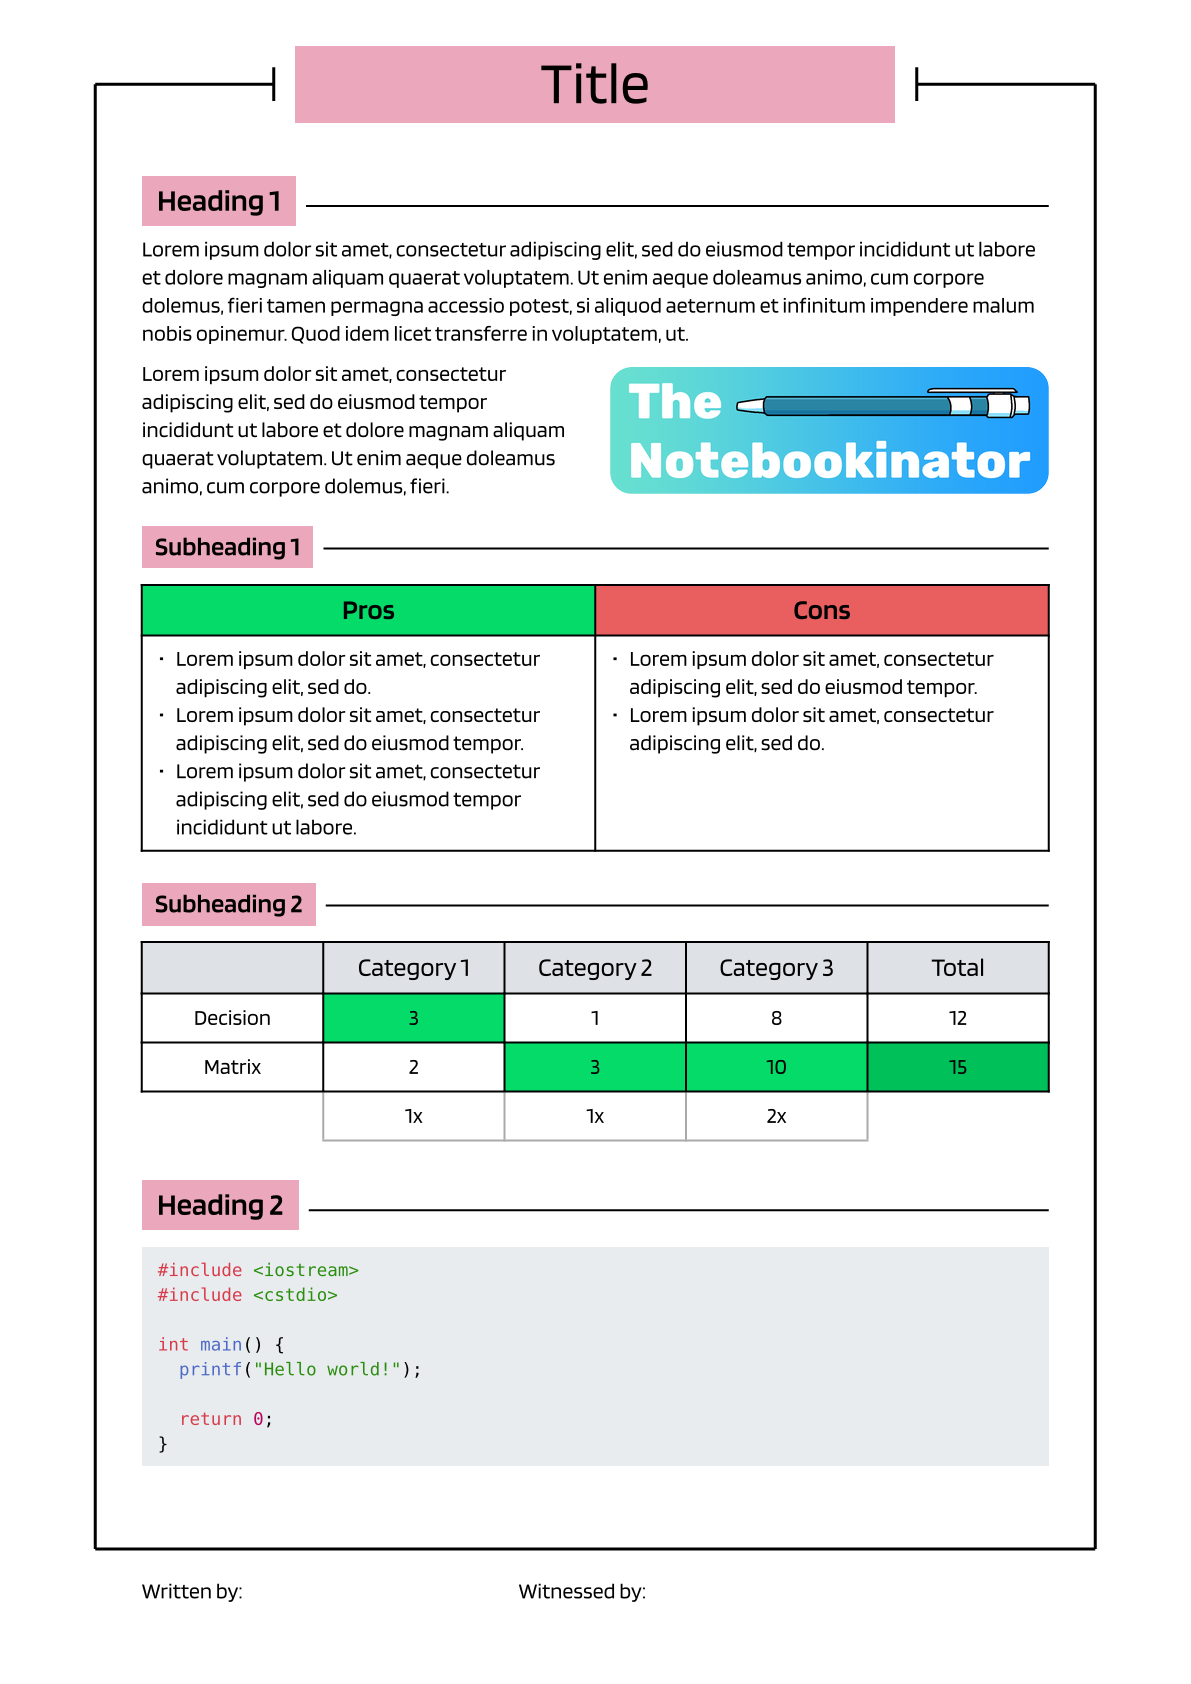 Title
Heading 1
Lorem ipsum dolor sit amet, consectetur adipiscing elit, sed do eiusmod tempor incididunt ut labore
et dolore magnam aliquam quaerat voluptatem. Ut enim aeque doleamus animo, cum corpore
dolemus, fieri tamen permagna accessio potest, si aliquod aeternum et infinitum impendere malum
nobis opinemur. Quod idem licet transferre in voluptatem, ut.
Lorem ipsum dolor sit amet, consectetur
adipiscing elit, sed do eiusmod tempor
incididunt ut labore et dolore magnam aliquam
quaerat voluptatem. Ut enim aeque doleamus
animo, cum corpore dolemus, fieri.
The
Notebookinator
Subheading 1
Pros
Cons
• Lorem ipsum dolor sit amet, consectetur
adipiscing elit, sed do.
• Lorem ipsum dolor sit amet, consectetur
adipiscing elit, sed do eiusmod tempor.
• Lorem ipsum dolor sit amet, consectetur
adipiscing elit, sed do eiusmod tempor
incididunt ut labore.
• Lorem ipsum dolor sit amet, consectetur
adipiscing elit, sed do eiusmod tempor.
• Lorem ipsum dolor sit amet, consectetur
adipiscing elit, sed do.
Subheading 2
Category 1 Category 2 Category 3 Total
Decision 3 1 8 12
Matrix 2 3 10 15
1x 1x 2x
Heading 2
#include <iostream>
#include <cstdio>
int main() {
  printf("Hello world!");
  return 0;
}
Written by: Witnessed by: